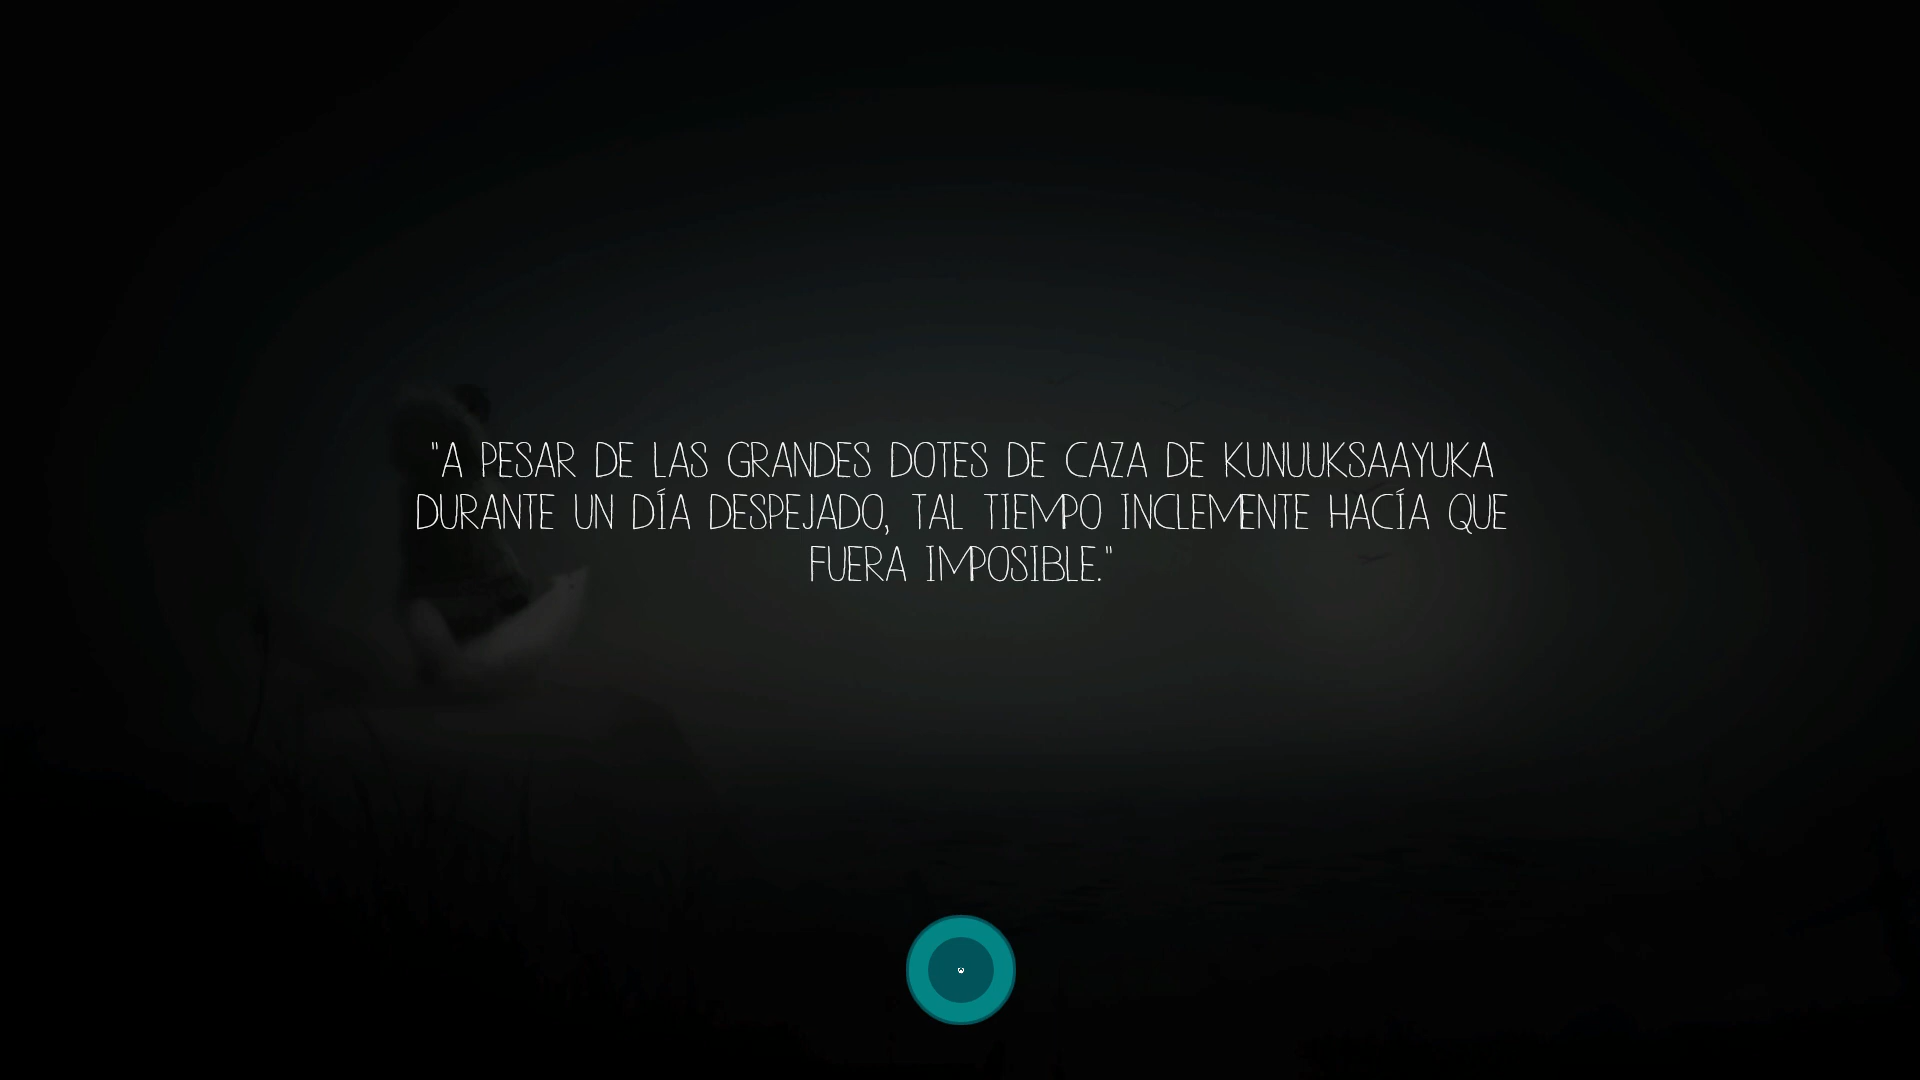 "A PESAR DE LAS GRANDES DOTES DE CAZA DE KUNUUKSAAYUKA
DURANTE UN DÍA DESPEJADO, TAL TIEMPO INCLEMENTE HACÍA QUE
FUERA IMPOSIBLE."